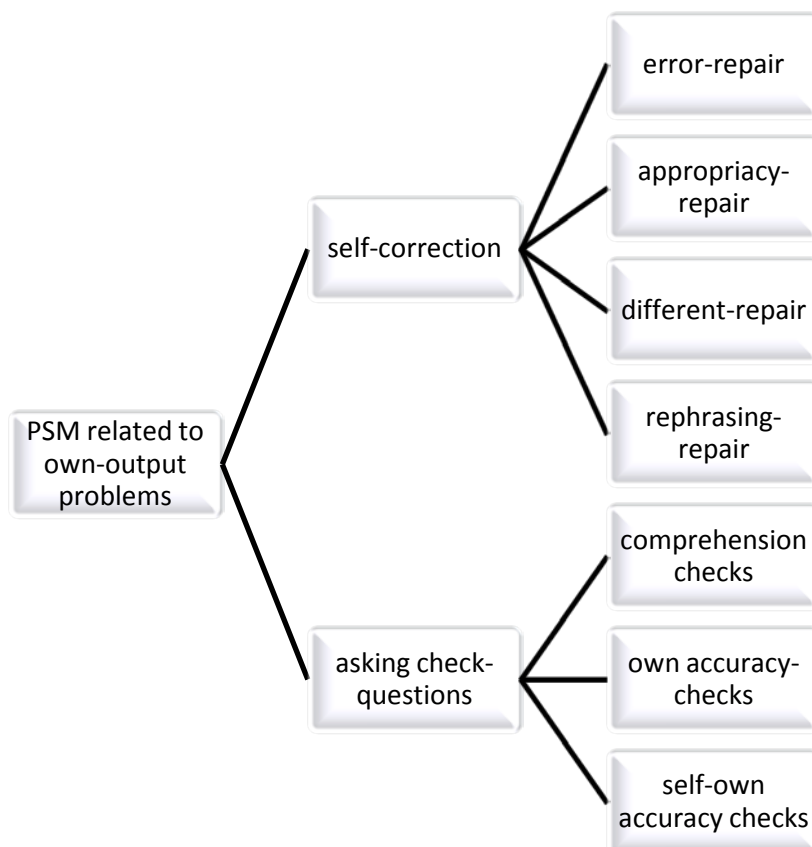 PSM related to
own-output
problems
self-correction
error-repair
appropriacy-
repair
different-repair
rephrasing-
repair
asking check-
questions
comprehension
checks
own accuracy-
checks
self-own
accuracy checks